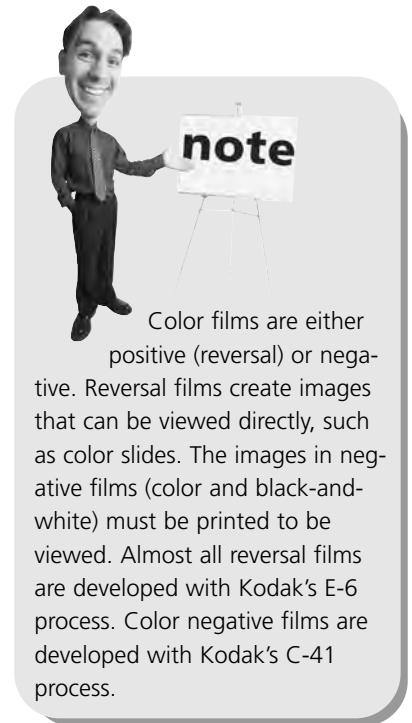 note
Color films are either
positive (reversal) or nega-
tive. Reversal films create images
that can be viewed directly, such
as color slides. The images in neg-
ative films (color and black-and-
white) must be printed to be
viewed. Almost all reversal films
are developed with Kodak's E-6
process. Color negative films are
developed with Kodak's C-41
process.